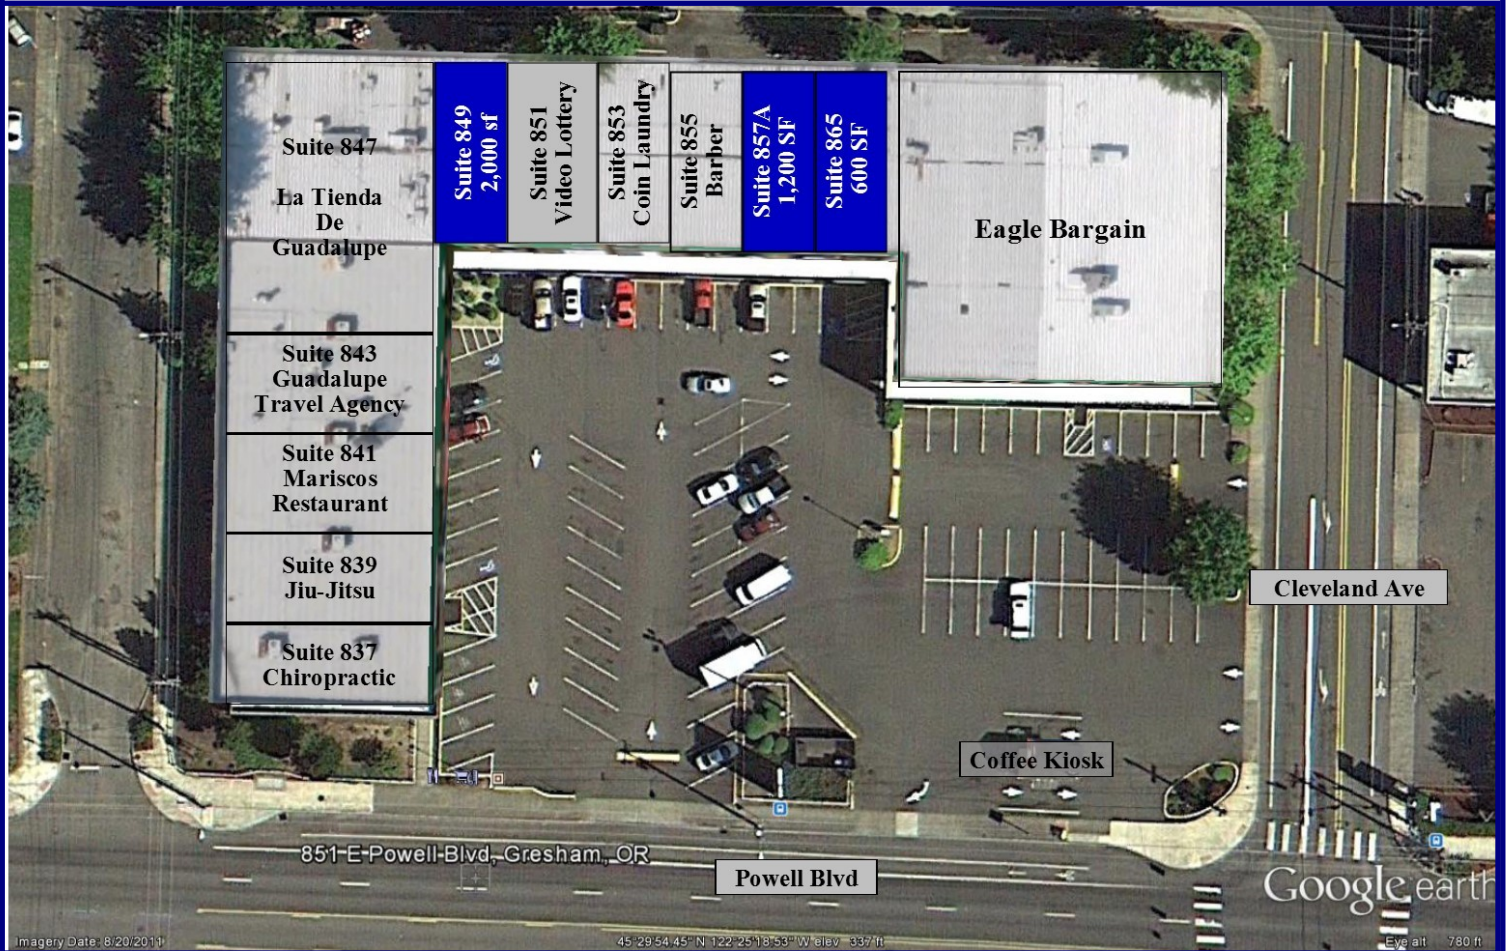 Suite 847
La Tienda
De
Guadalupe
Suite 849
2,000 sf
Suite 851
Video Lottery
Suite 853
Coin Laundry
Suite 855
Barber
Suite 857A
1,200 SF
Suite 865
600 SF
Eagle Bargain
Suite 843
Guadalupe
Travel Agency
Suite 841
Mariscos
Restaurant
Suite 839
Jiu-Jitsu
Suite 837
Chiropractic
Cleveland Ave
Coffee Kiosk
851 E Powell Blvd, Gresham, OR
Powell Blvd
Google earth
Imagery Date: 8/20/2011
45°29'54.45" N 122°25'18.53" W elev 337 ft
Eye alt 780 ft